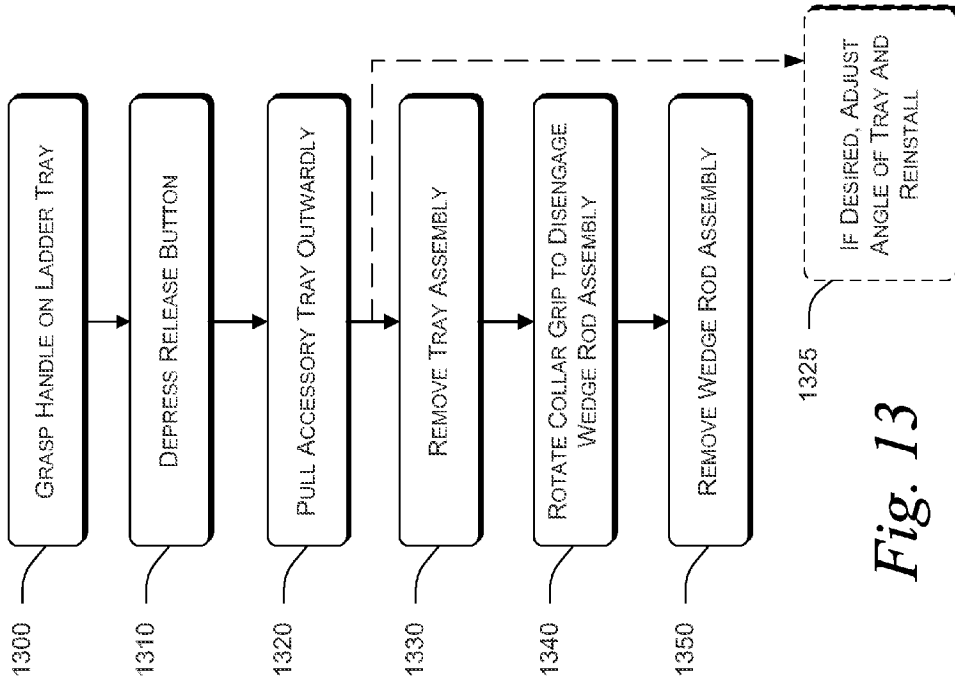 1300
GRASP HANDLE ON LADDER TRAY
1310
DEPRESS RELEASE BUTTON
1320
PULL ACCESSORY TRAY OUTWARDLY
1330
REMOVE TRAY ASSEMBLY
1340
ROTATE COLLAR GRIP TO DISENGAGE
WEDGE ROD ASSEMBLY
1350
REMOVE WEDGE ROD ASSEMBLY
1325
IF DESIRED, ADJUST
ANGLE OF TRAY AND
REINSTALL
Fig. 13